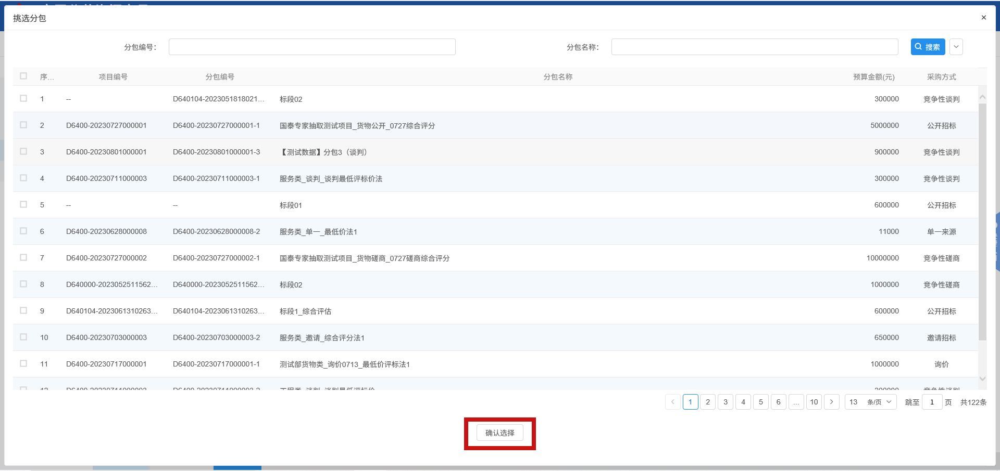 挑选分包
×
分包编号： 分包名称： 搜索
序... 项目编号 分包编号 分包名称 预算金额(元) 采购方式
1 -- D640104-2023051818021... 标段02 300000 竞争性谈判
2 D6400-20230727000001 D6400-20230727000001-1 国泰专家抽取测试项目_货物公开_0727综合评分 5000000 公开招标
3 D6400-20230801000001 D6400-20230801000001-3 【测试数据】分包3（谈判） 900000 竞争性谈判
4 D6400-20230711000003 D6400-20230711000003-1 服务类_谈判_谈判最低评标价法 300000 竞争性谈判
5 -- -- 标段01 600000 公开招标
6 D6400-20230628000008 D6400-20230628000008-2 服务类_单一_最低价法1 11000 单一来源
7 D6400-20230727000002 D6400-20230727000002-1 国泰专家抽取测试项目_货物磋商_0727磋商综合评分 10000000 竞争性磋商
8 D640000-2023052511562... D640000-2023052511562... 标段02 1000000 竞争性磋商
9 D640104-2023061310263... D640104-2023061310263... 标段1_综合评估 600000 公开招标
10 D6400-20230703000003 D6400-20230703000003-2 服务类_邀请_综合评分法1 650000 邀请招标
11 D6400-20230717000001 D6400-20230717000001-1 测试部货物类_询价0713_最低价评标法1 1000000 询价
1 2 3 4 5 6 ... 10 13 条/页 跳至 1 页 共122条
确认选择